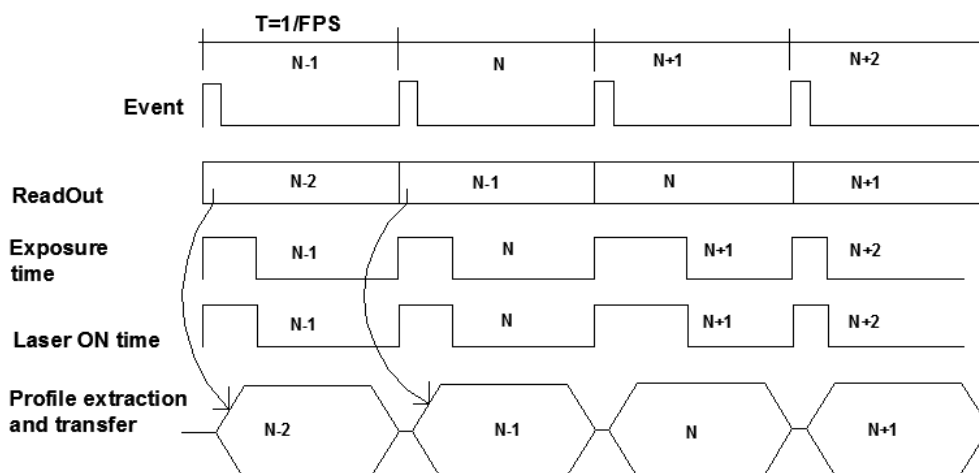 T=1/FPS
N-1 N N+1 N+2
Event
ReadOut N-2 N-1 N N+1
Exposure
time N-1 N N+1 N+2
Laser ON time N-1 N N+1 N+2
Profile extraction
and transfer N-2 N-1 N N+1